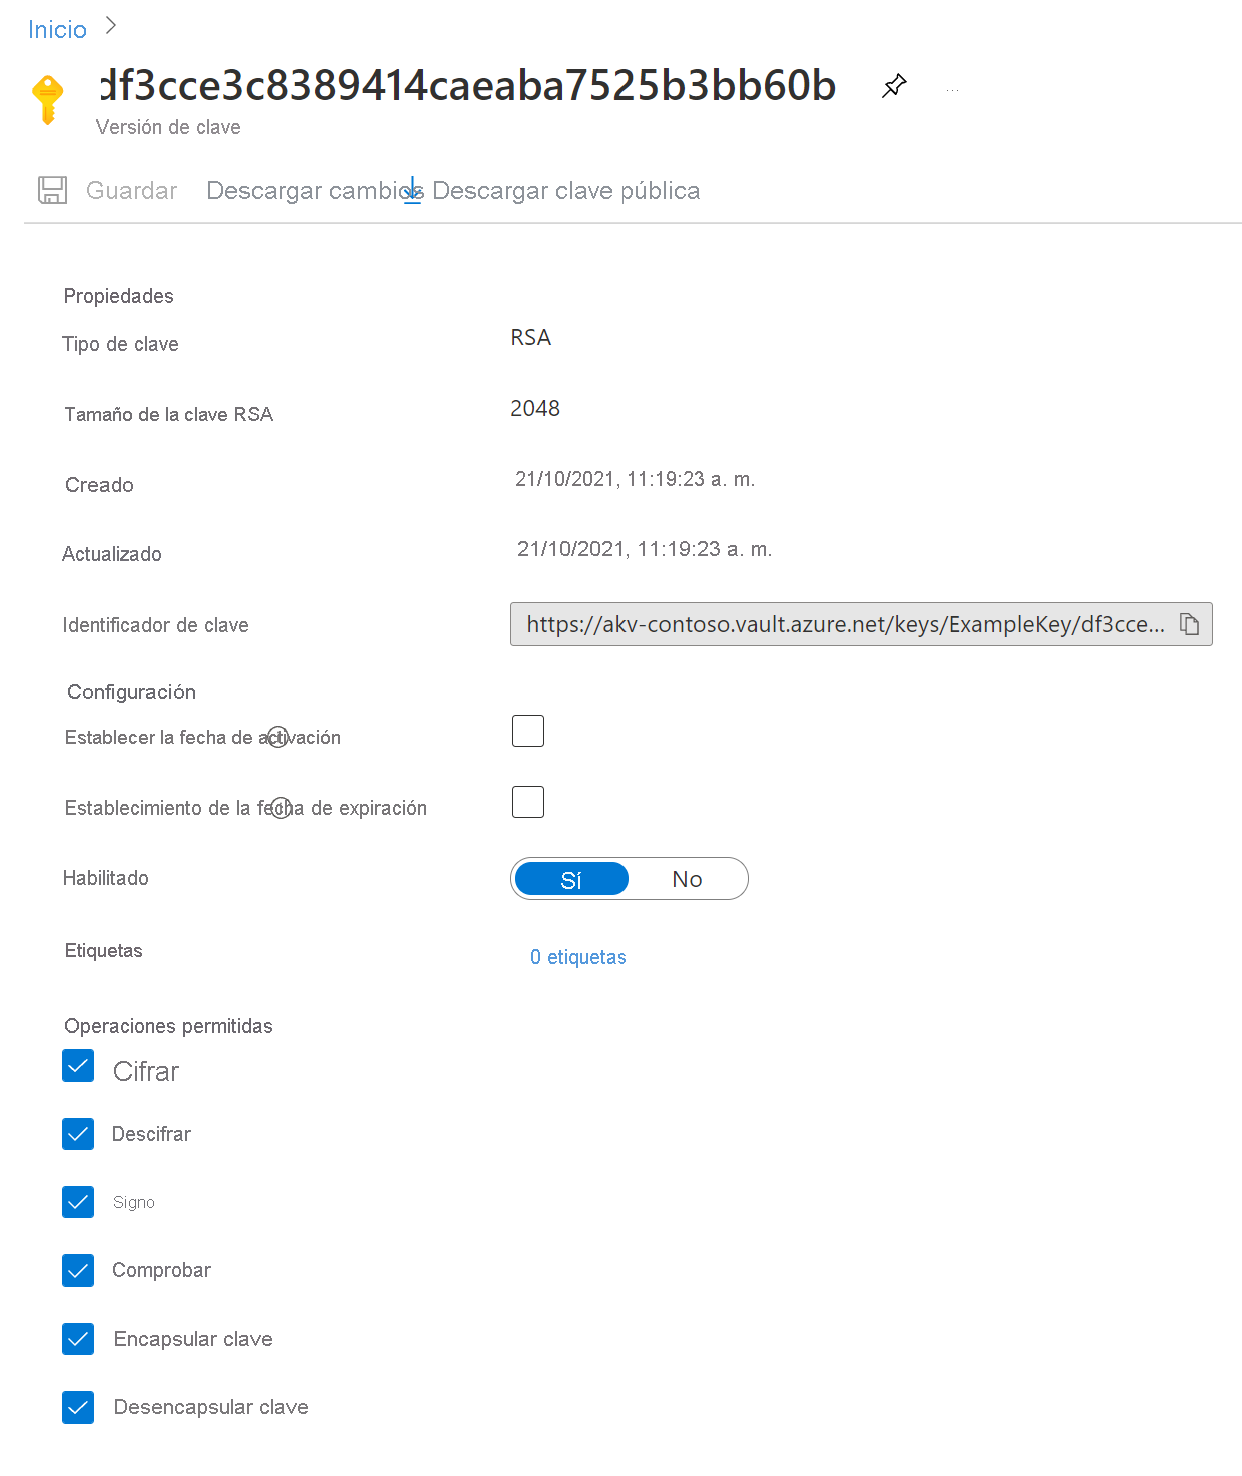 Inicio
df3cce3c8389414caeaba7525b3bb60b ...
Versión de clave
Guardar Descargar cambios Descargar clave pública
Propiedades
Tipo de clave RSA
Tamaño de la clave RSA 2048
Creado 21/10/2021, 11:19:23 a. m.
Actualizado 21/10/2021, 11:19:23 a. m.
Identificador de clave https://akv-contoso.vault.azure.net/keys/ExampleKey/df3cce...
Configuración
Establecer la fecha de activación
Establecimiento de la fecha de expiración
Habilitado Sí No
Etiquetas 0 etiquetas
Operaciones permitidas
Cifrar
Descifrar
Signo
Comprobar
Encapsular clave
Desencapsular clave